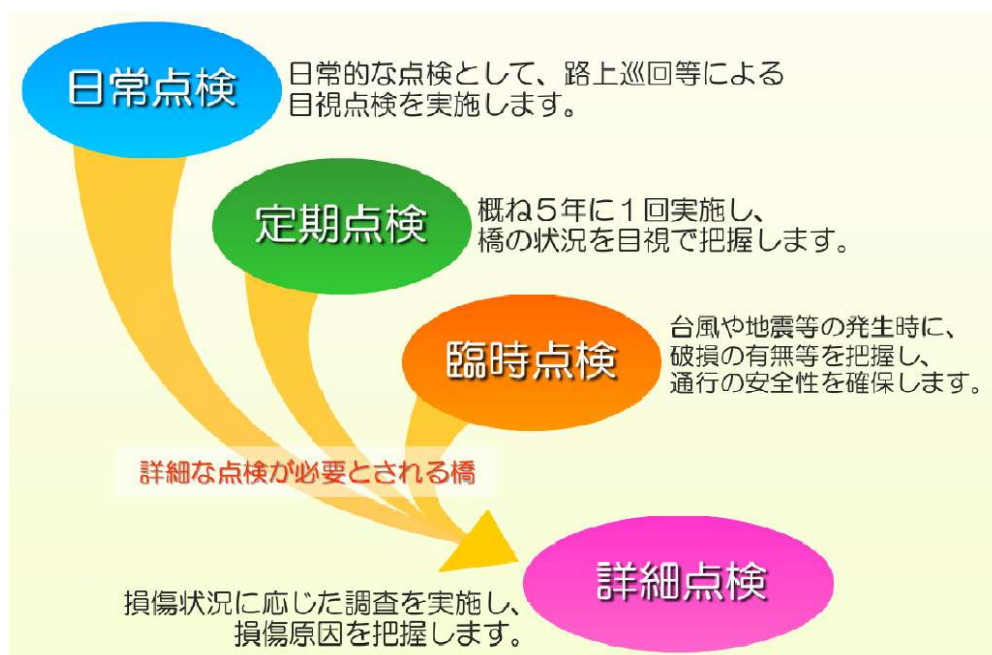 日常点検
日常的な点検として、路上巡回等による
目視点検を実施します。
定期点検
概ね5年に1回実施し、
橋の状況を目視で把握します。
臨時点検
台風や地震等の発生時に、
破損の有無等を把握し、
通行の安全性を確保します。
詳細な点検が必要とされる橋
詳細点検
損傷状況に応じた調査を実施し、
損傷原因を把握します。